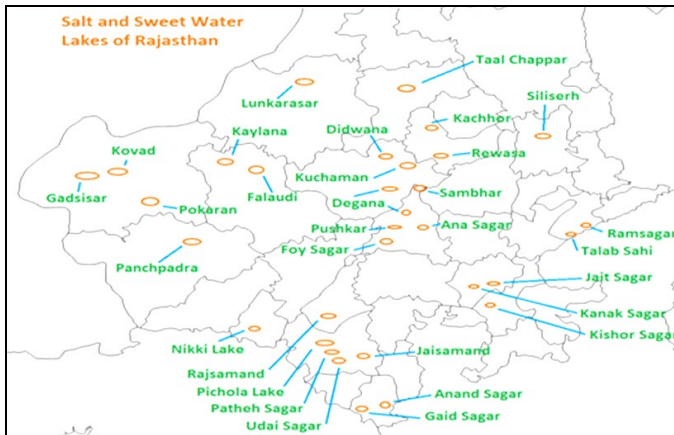 Salt and Sweet Water
Lakes of Rajasthan
Taal Chappar
Lunkarasar
Siliserh
Kachhor
Didwana
Kaylana
Kovad
Rewasa
Kuchaman
Gadsisar
Falaudi
Sambhar
Degana
Pokaran
Pushkar
Ana Sagar
Ramsagar
Foy Sagar
Talab Sahi
Panchpadra
Jait Sagar
Kanak Sagar
Kishor Sagar
Nikki Lake
Jaisamand
Rajsamand
Pichola Lake
Patheh Sagar
Anand Sagar
Udai Sagar
Gaid Sagar